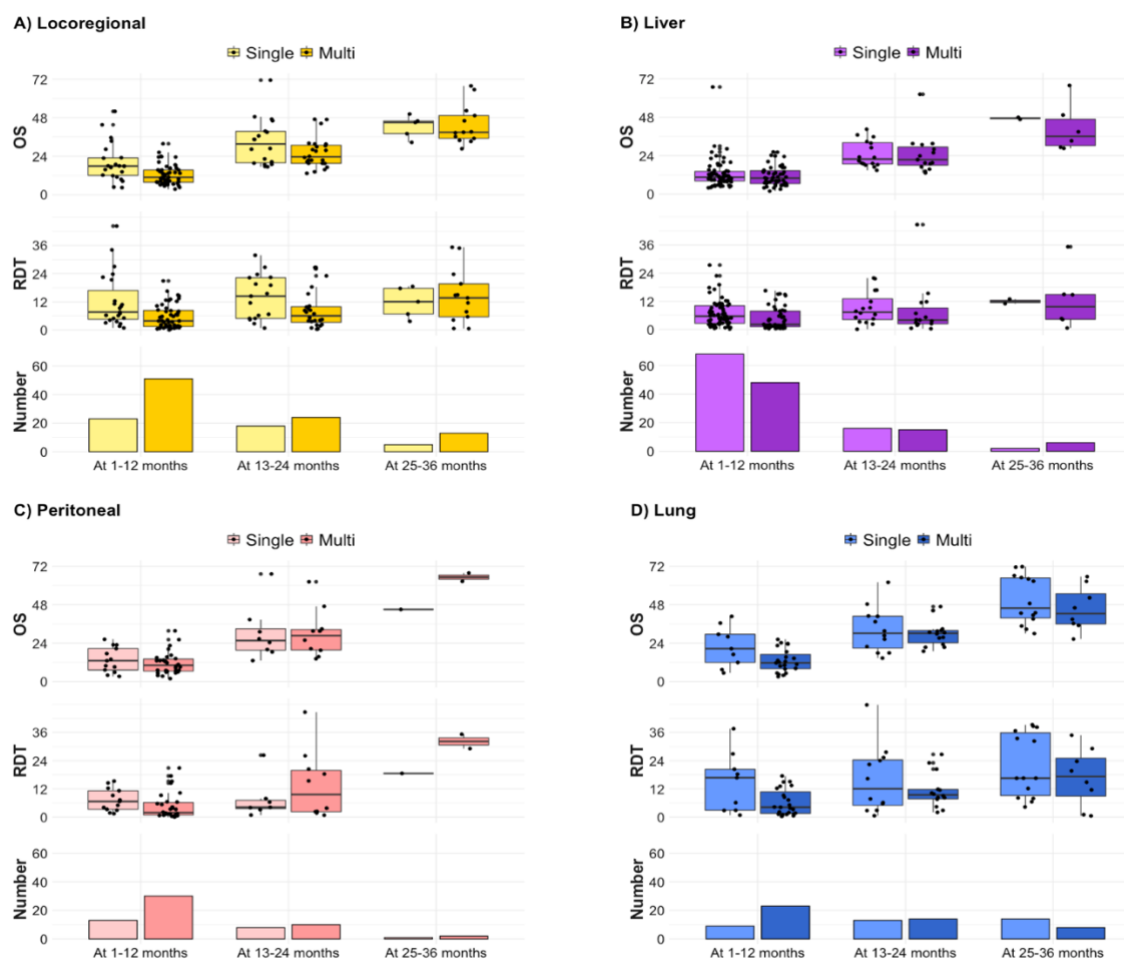 A) Locoregional
Single Multi
OS
72
48
24
0
RDT
36
24
12
0
Number
60
40
20
0
At 1-12 months At 13-24 months At 25-36 months
B) Liver
Single Multi
OS
72
48
24
0
RDT
36
24
12
0
Number
60
40
20
0
At 1-12 months At 13-24 months At 25-36 months
C) Peritoneal
Single Multi
OS
72
48
24
0
RDT
36
24
12
0
Number
60
40
20
0
At 1-12 months At 13-24 months At 25-36 months
D) Lung
Single Multi
OS
72
48
24
0
RDT
36
24
12
0
Number
60
40
20
0
At 1-12 months At 13-24 months At 25-36 months